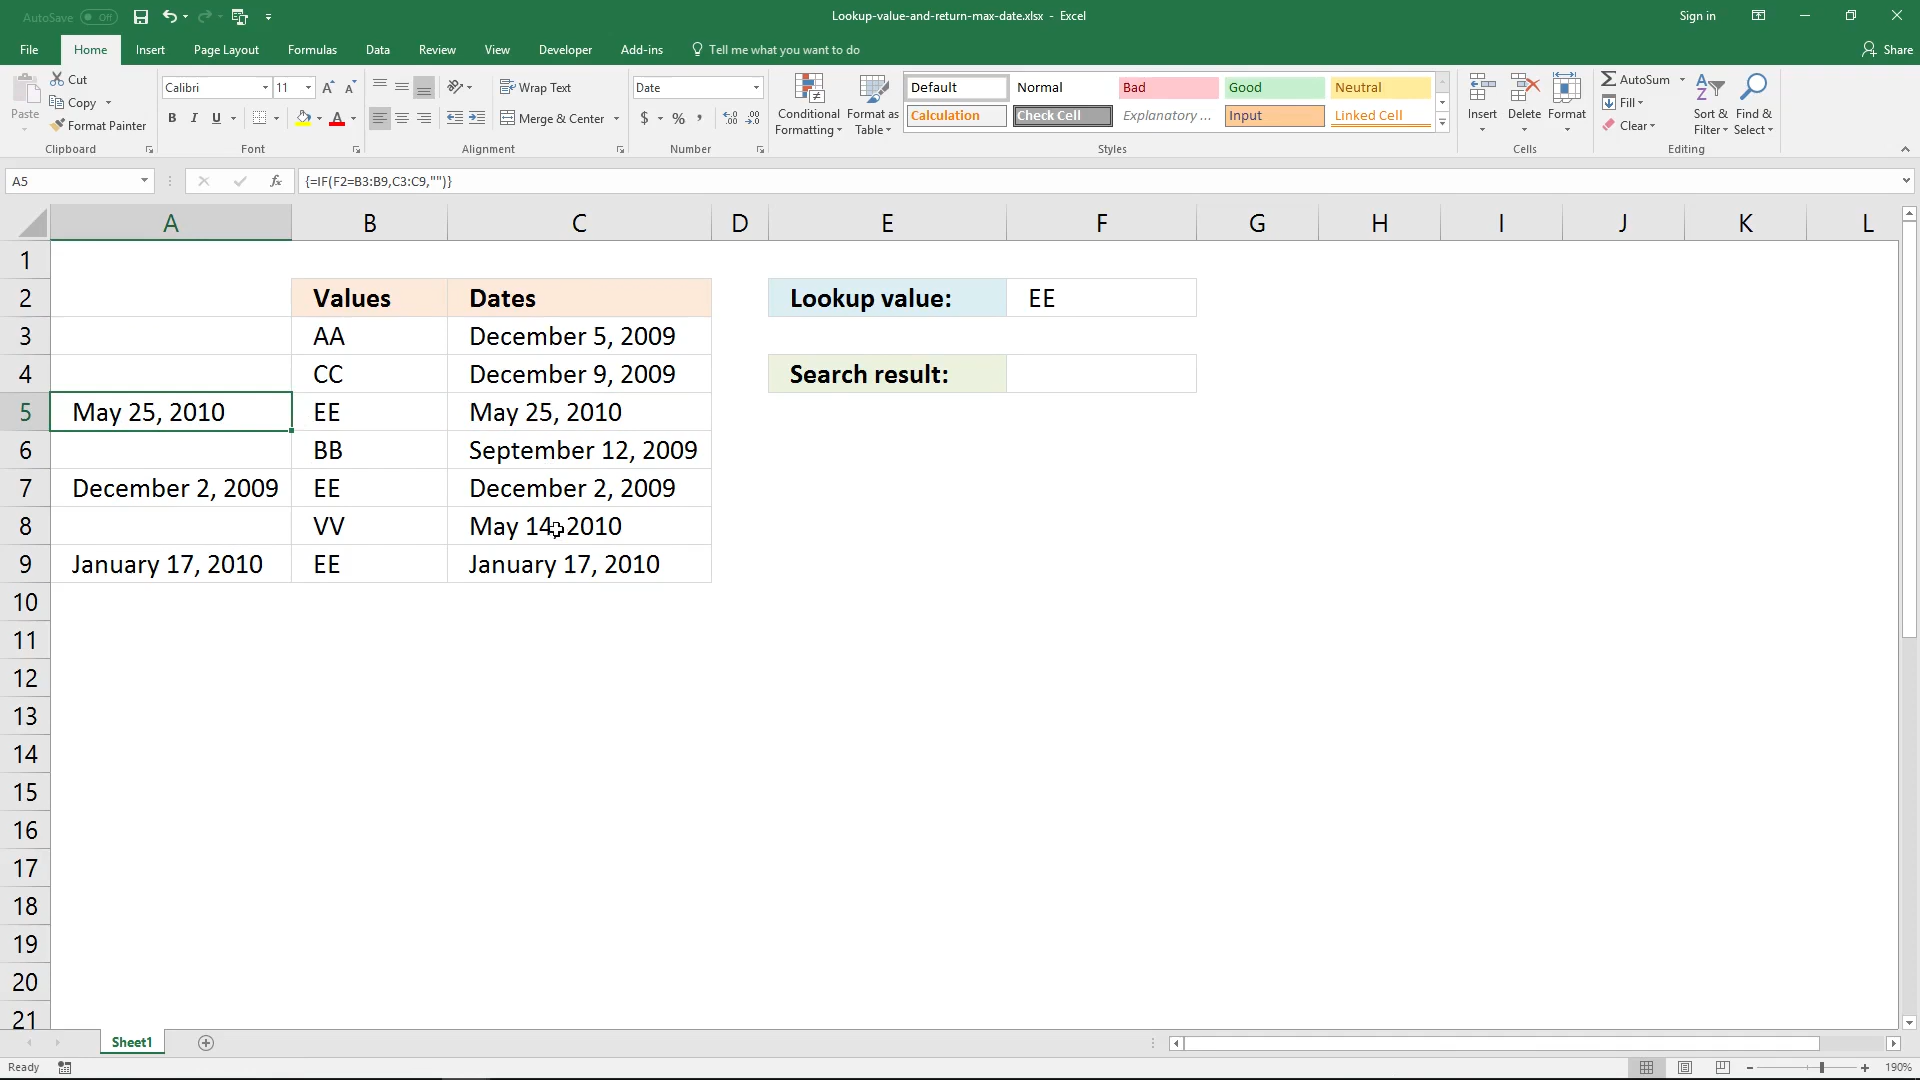 AutoSave Off Lookup-value-and-return-max-date.xlsx - Excel Sign in
File Home Insert Page Layout Formulas Data Review View Developer Add-ins Tell me what you want to do Share
Paste Cut Copy Format Painter Clipboard
Calibri 11 B I U Font
Wrap Text Merge & Center Alignment
Date $ % , Number
Conditional Formatting Format as Table
Default Normal Bad Good Neutral
Calculation Check Cell Explanatory ... Input Linked Cell
Styles
Insert Delete Format Cells
AutoSum Fill Clear Sort & Filter Find & Select Editing
A5 fx {=IF(F2=B3:B9,C3:C9,"")}
A B C D E F G H I J K L
1
2 Values Dates Lookup value: EE
3 AA December 5, 2009
4 CC December 9, 2009 Search result:
5 May 25, 2010 EE May 25, 2010
6 BB September 12, 2009
7 December 2, 2009 EE December 2, 2009
8 VV May 14, 2010
9 January 17, 2010 EE January 17, 2010
10
11
12
13
14
15
16
17
18
19
20
21
Sheet1
Ready 190%